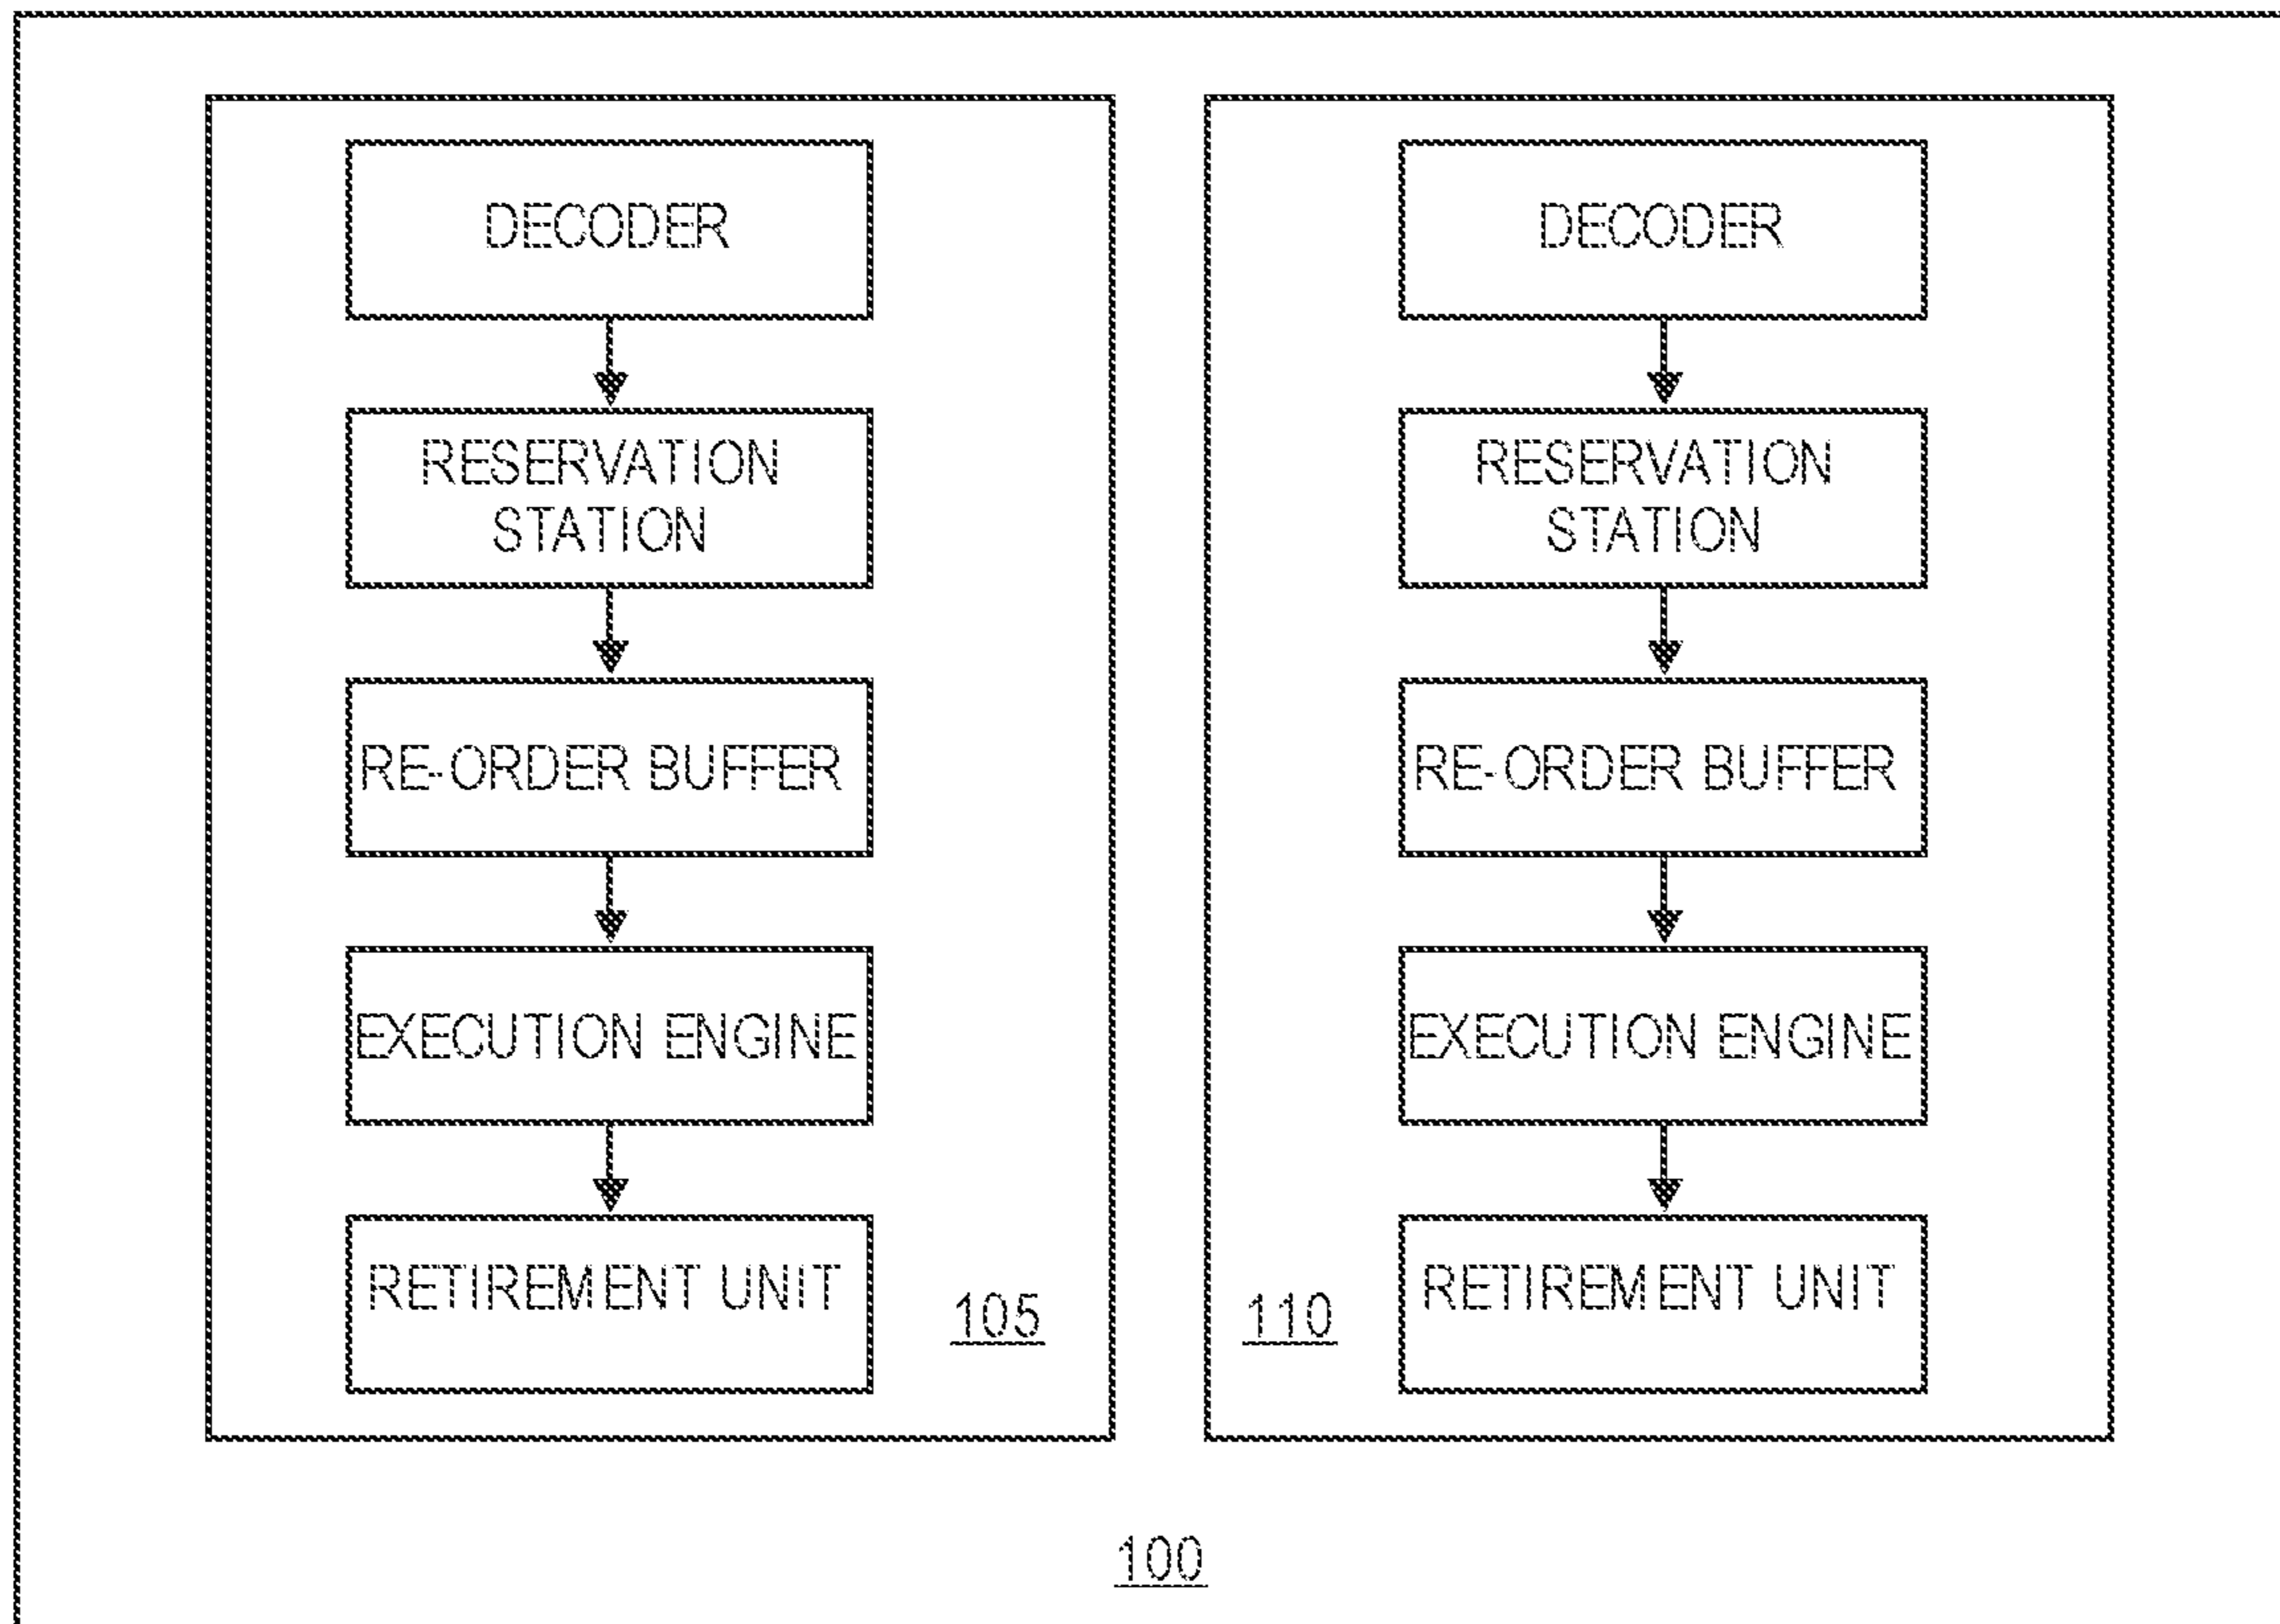 DECODER
RESERVATION
STATION
RE-ORDER BUFFER
EXECUTION ENGINE
RETIREMENT UNIT
105
DECODER
RESERVATION
STATION
RE-ORDER BUFFER
EXECUTION ENGINE
RETIREMENT UNIT
110
100